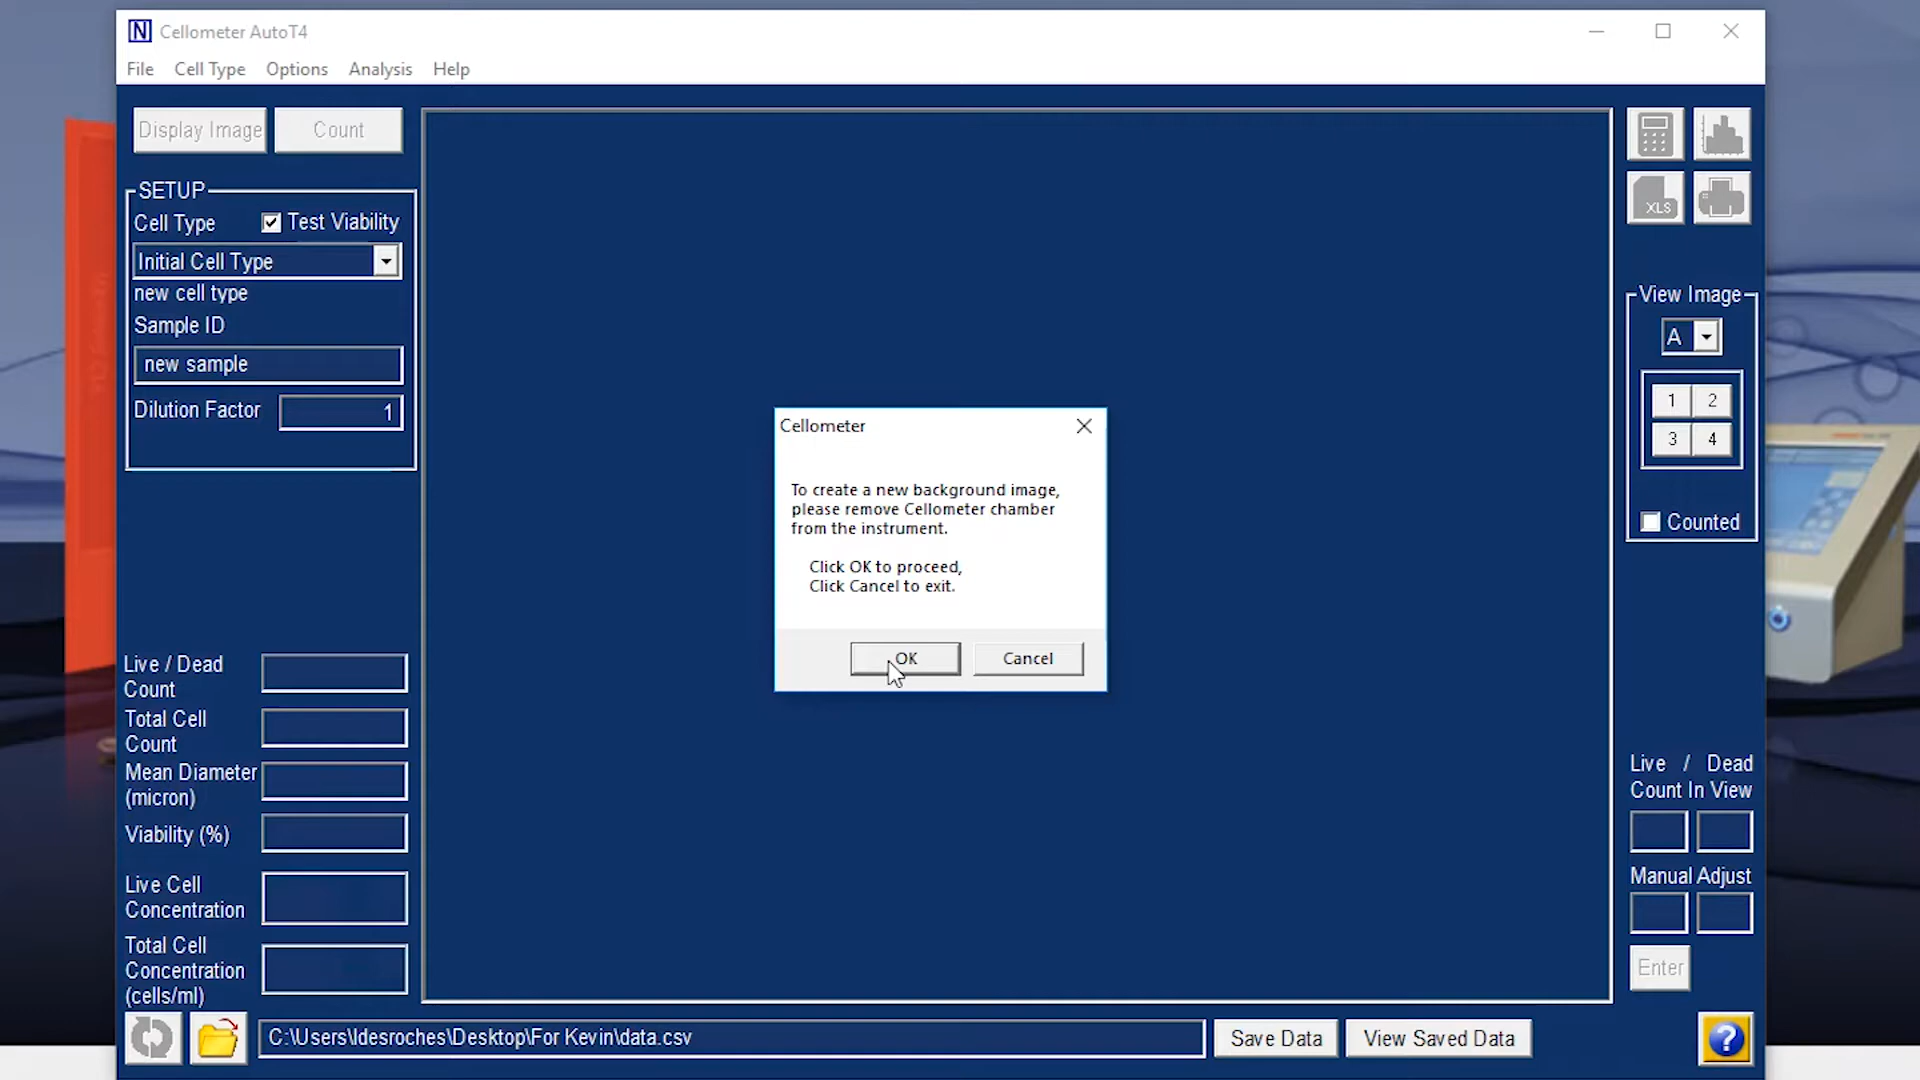 N Cellometer AutoT4
File Cell Type Options Analysis Help
Display Image Count
SETUP
Cell Type Test Viability
Initial Cell Type
new cell type
Sample ID
new sample
Dilution Factor 1
Live / Dead
Count
Total Cell
Count
Mean Diameter
(micron)
Viability (%)
Live Cell
Concentration
Total Cell
Concentration
(cells/ml)
Cellometer
To create a new background image,
please remove Cellometer chamber
from the instrument.
Click OK to proceed,
Click Cancel to exit.
OK Cancel
XLS
View Image
A
1 2
3 4
Counted
Live / Dead
Count In View
Manual Adjust
Enter
C:\Users\ldesroches\Desktop\For Kevin\data.csv
Save Data View Saved Data
?